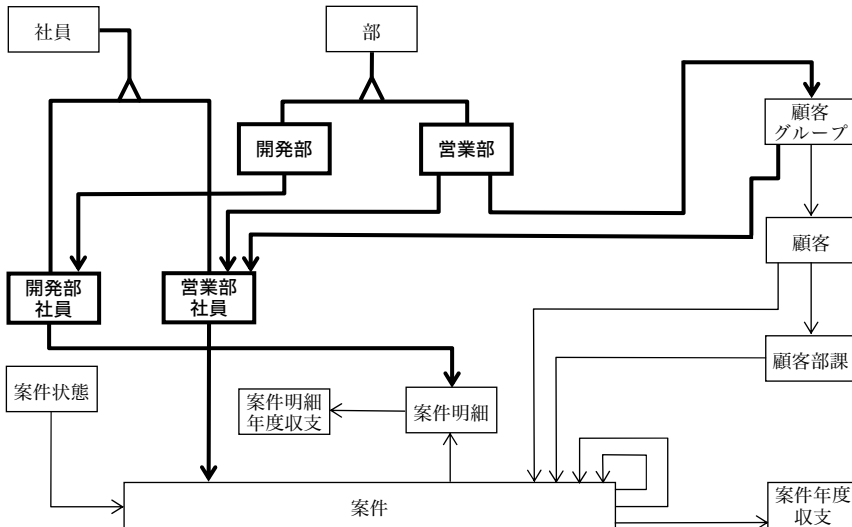 社員
部
顧客
グループ
開発部
営業部
顧客
開発部
社員
営業部
社員
顧客部課
案件状態
案件明細
年度収支
案件明細
案件
案件年度
収支